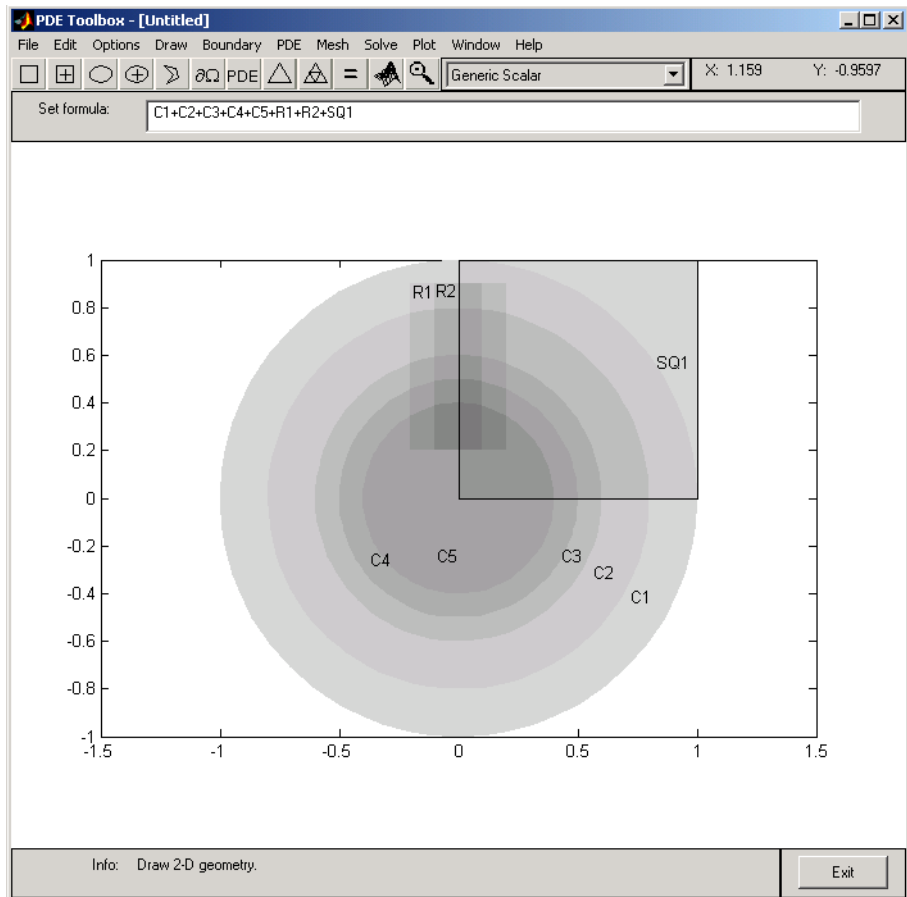 PDE Toolbox - [Untitled]
File Edit Options Draw Boundary PDE Mesh Solve Plot Window Help
∂Ω PDE = Generic Scalar X: 1.159 Y: -0.9597
Set formula: C1+C2+C3+C4+C5+R1+R2+SQ1
1
R1 R2
0.8
0.6
SQ1
0.4
0.2
0
-0.2
C4 C5 C3
C2
-0.4
C1
-0.6
-0.8
-1
-1.5 -1 -0.5 0 0.5 1 1.5
Info: Draw 2-D geometry.
Exit